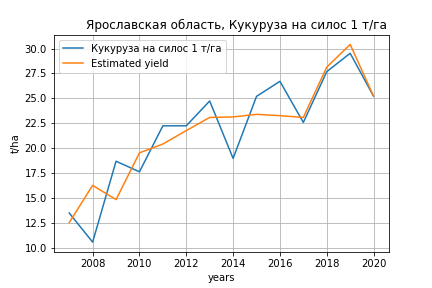 Ярославская область, Кукуруза на силос 1 т/га
Кукуруза на силос 1 т/га
Estimated yield
30.0
27.5
25.0
22.5
20.0
17.5
15.0
12.5
10.0
t/ha
2008 2010 2012 2014 2016 2018 2020
years